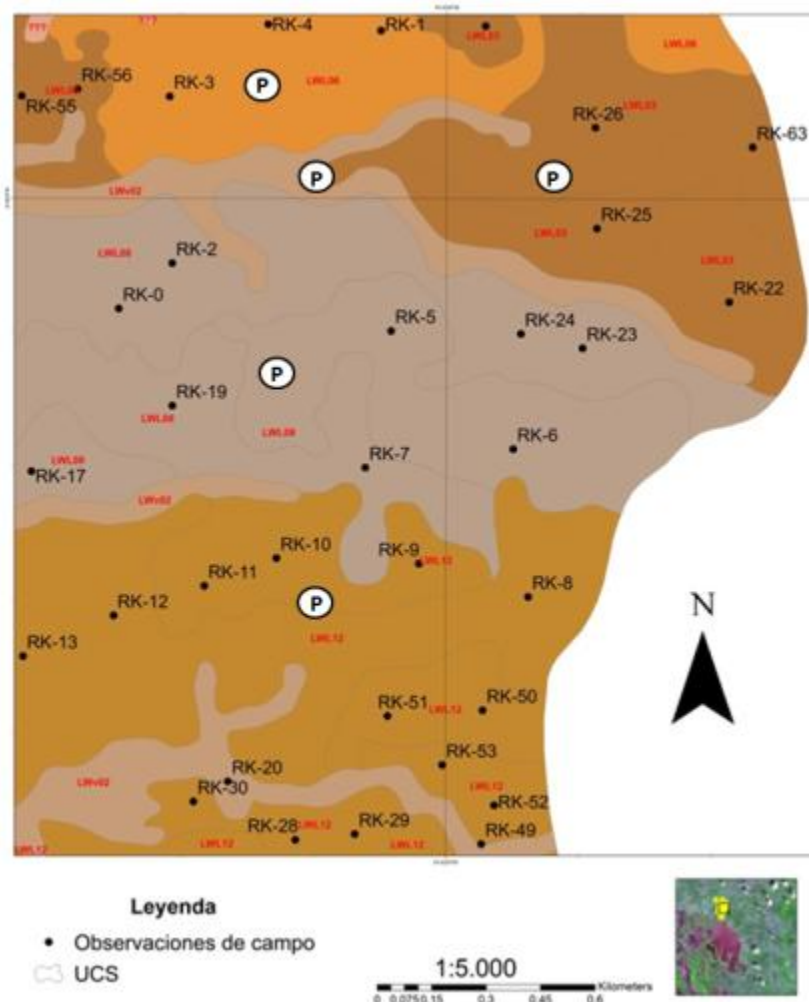 ???
???
RK-4
RK-1
LWL03
LWL06
RK-56
LWL06
RK-55
RK-3
P
LWL06
RK-26
LWL03
RK-63
P
P
LWv02
RK-2
LWL08
RK-25
LWL03
LWL03
RK-0
RK-22
RK-5
RK-24
RK-23
P
RK-19
LWL08
LWL08
LWL08
RK-17
RK-7
RK-6
LWv02
RK-10
RK-9
LWL12
RK-11
RK-8
RK-12
P
RK-13
LWL12
RK-51
LWL12
RK-50
RK-53
LWv02
RK-20
LWL12
RK-30
RK-52
RK-28
LWL12
RK-29
RK-49
LWL12
LWL12
LWL12
N
Leyenda
Observaciones de campo
UCS
1:5.000
Kilometers
0 0.075 0.15 0.3 0.45 0.6